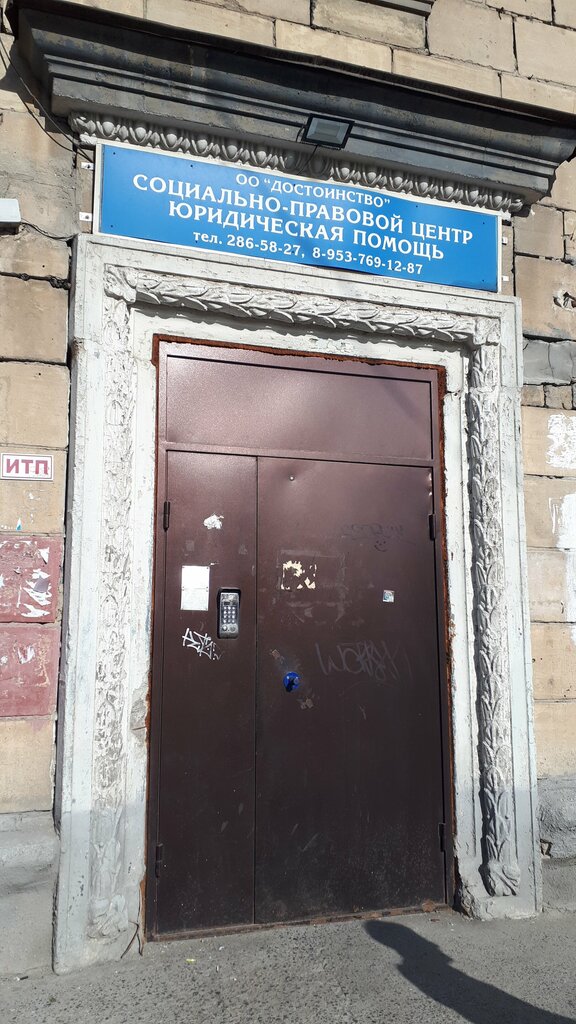 ОО "ДОСТОИНСТВО"
СОЦИАЛЬНО-ПРАВОВОЙ ЦЕНТР
ЮРИДИЧЕСКАЯ ПОМОЩЬ
тел. 286-58-27, 8-953-769-12-87
ИТП